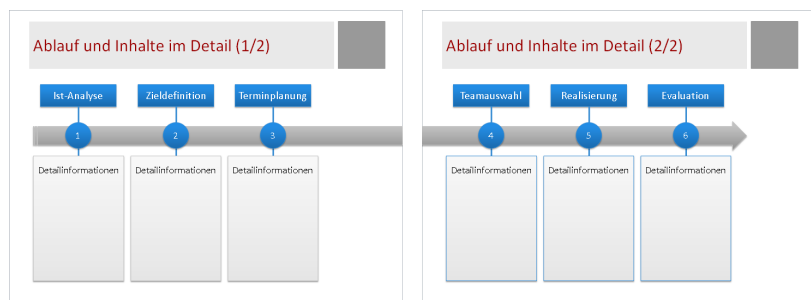 Ablauf und Inhalte im Detail (1/2)
Ist-Analyse Zieldefinition Terminplanung
1 2 3
Detailinformationen Detailinformationen Detailinformationen
Ablauf und Inhalte im Detail (2/2)
Teamauswahl Realisierung Evaluation
4 5 6
Detailinformationen Detailinformationen Detailinformationen